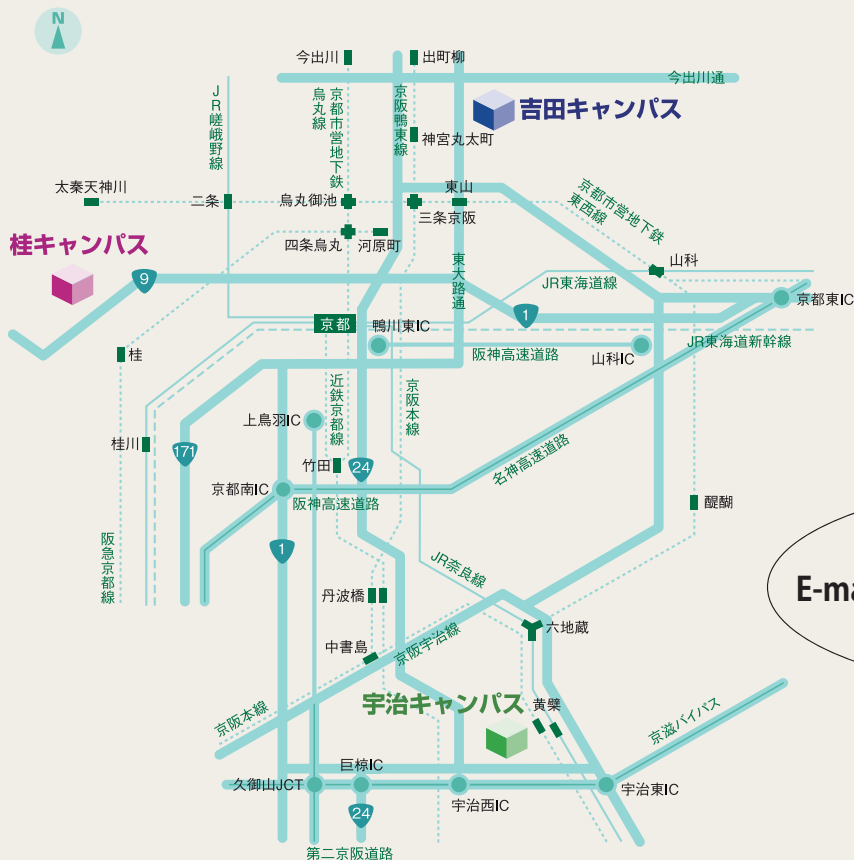 N
今出川
出町柳
今出川通
JR嵯峨野線
京都市営地下鉄
烏丸線
京阪鴨東線
吉田キャンパス
神宮丸太町
太秦天神川
二条
烏丸御池
東山
三条京阪
京都市営地下鉄
東西線
桂キャンパス
四条烏丸
河原町
東大路通
山科
9
JR東海道線
京都東IC
1
京都
鴨川東IC
阪神高速道路
山科IC
JR東海道新幹線
桂
近鉄京都線
京阪本線
上鳥羽IC
桂川
171
竹田
24
名神高速道路
京都南IC
阪神高速道路
醍醐
阪急京都線
1
JR奈良線
E-ma
丹波橋
六地蔵
中書島
京阪宇治線
宇治キャンパス
黄檗
京阪本線
京滋バイパス
巨椋IC
久御山JCT
宇治西IC
宇治東IC
24
第二京阪道路